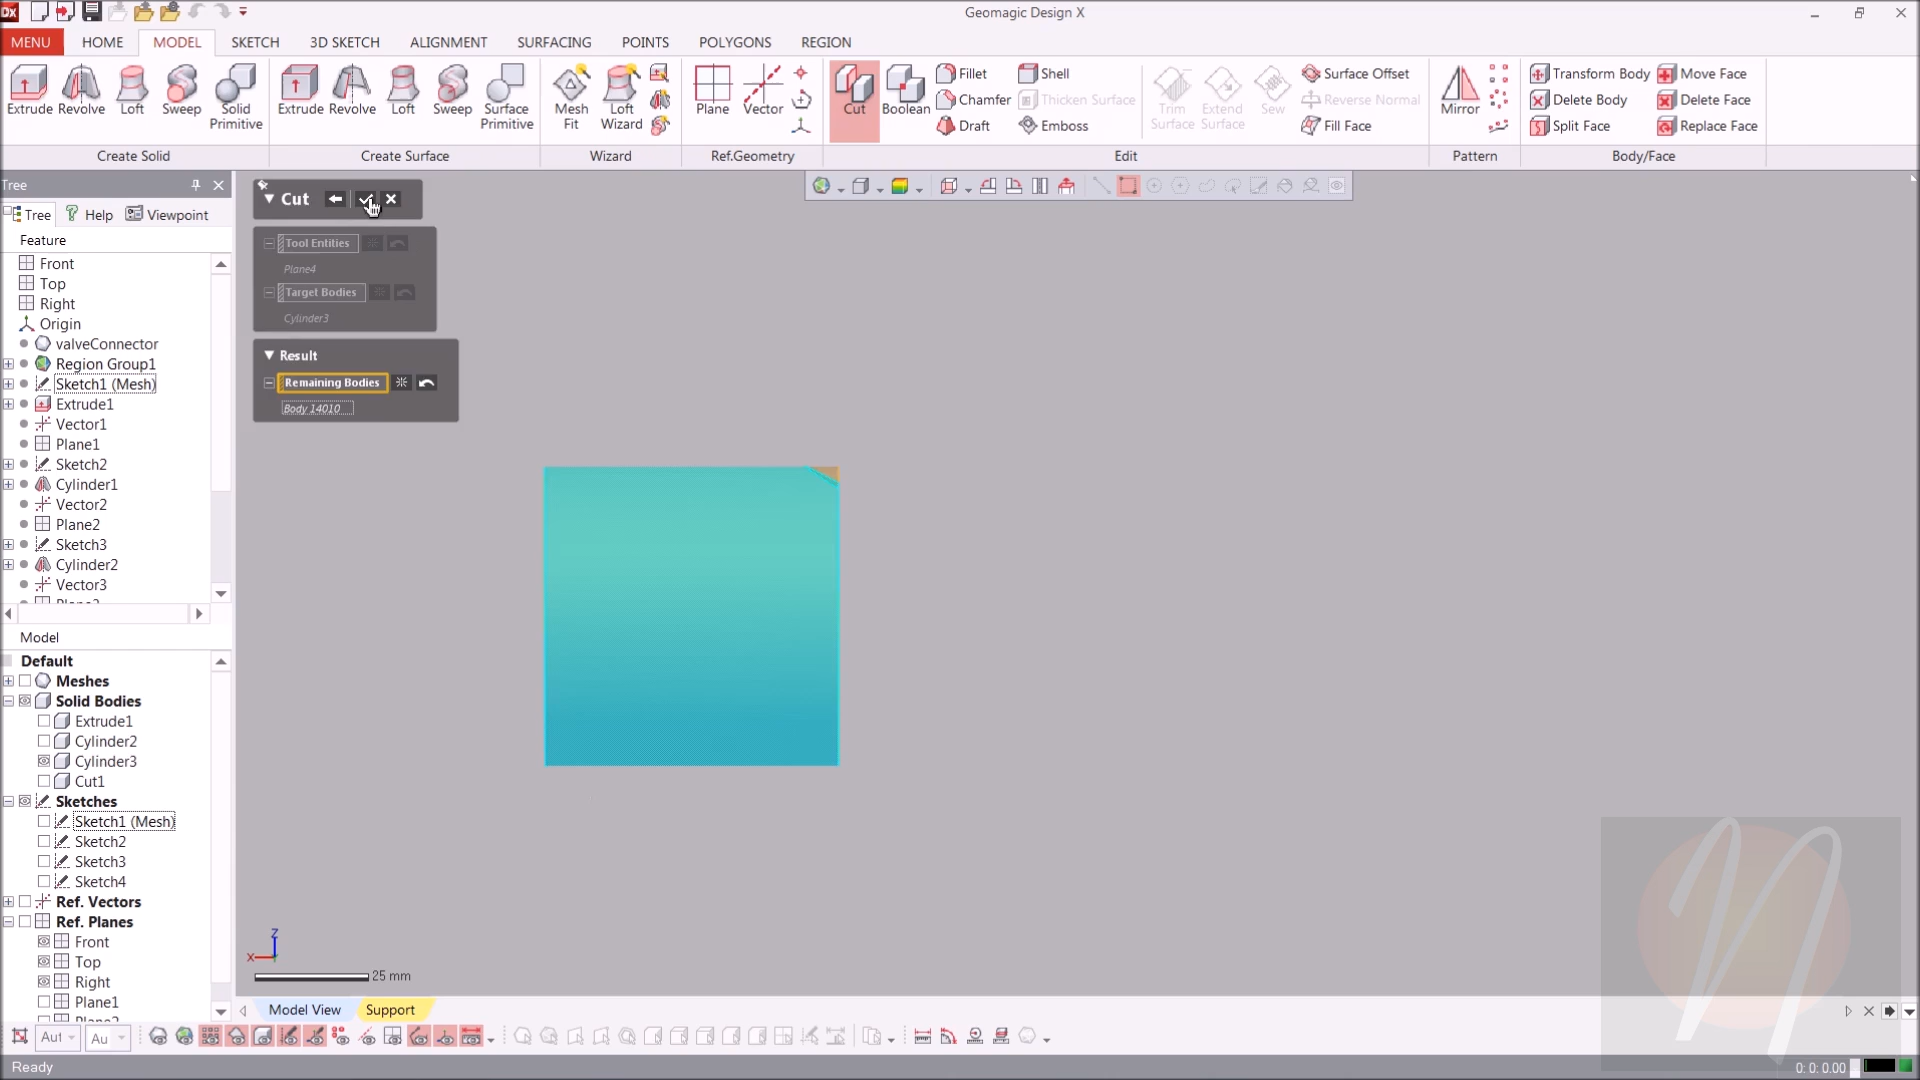 Dx
Geomagic Design X
MENU HOME MODEL SKETCH 3D SKETCH ALIGNMENT SURFACING POINTS POLYGONS REGION
Extrude Revolve Loft Sweep Solid Primitive
Extrude Revolve Loft Sweep Surface Primitive
Mesh Fit Loft Wizard
Plane Vector
Cut Boolean
Fillet Shell
Chamfer Thicken Surface
Draft Emboss
Trim Surface Extend Surface Sew
Surface Offset
Reverse Normal
Fill Face
Mirror
Transform Body Move Face
Delete Body Delete Face
Split Face Replace Face
Create Solid Create Surface Wizard Ref.Geometry Edit Pattern Body/Face
Tree
Tree Help Viewpoint
Feature
Front
Top
Right
Origin
valveConnector
Region Group1
Sketch1 (Mesh)
Extrude1
Vector1
Plane1
Sketch2
Cylinder1
Vector2
Plane2
Sketch3
Cylinder2
Vector3
Model
Default
Meshes
Solid Bodies
Extrude1
Cylinder2
Cylinder3
Cut1
Sketches
Sketch1 (Mesh)
Sketch2
Sketch3
Sketch4
Ref. Vectors
Ref. Planes
Front
Top
Right
Plane1
Cut
Tool Entities
Plane4
Target Bodies
Cylinder3
Result
Remaining Bodies
Body 14010
Z
X
25 mm
Model View Support
Aut Au
Ready
0: 0: 0.00